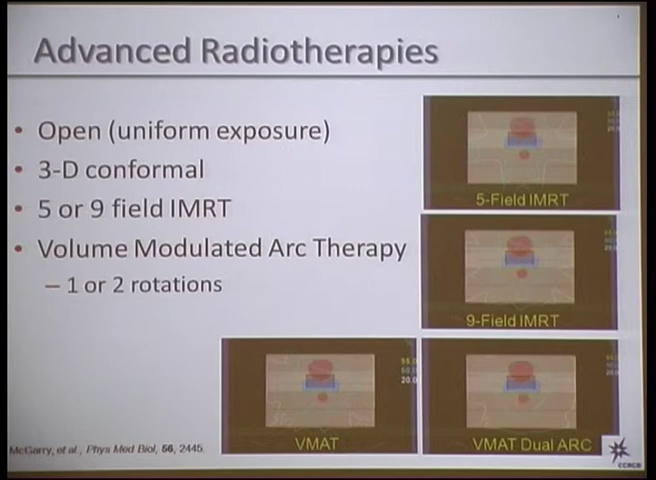 Advanced Radiotherapies
• Open (uniform exposure)
• 3-D conformal
• 5 or 9 field IMRT
• Volume Modulated Arc Therapy
– 1 or 2 rotations
5-Field IMRT
9-Field IMRT
VMAT
20.0
VMAT Dual ARC
McGarry, et al., Phys Med Biol, 56, 2445.